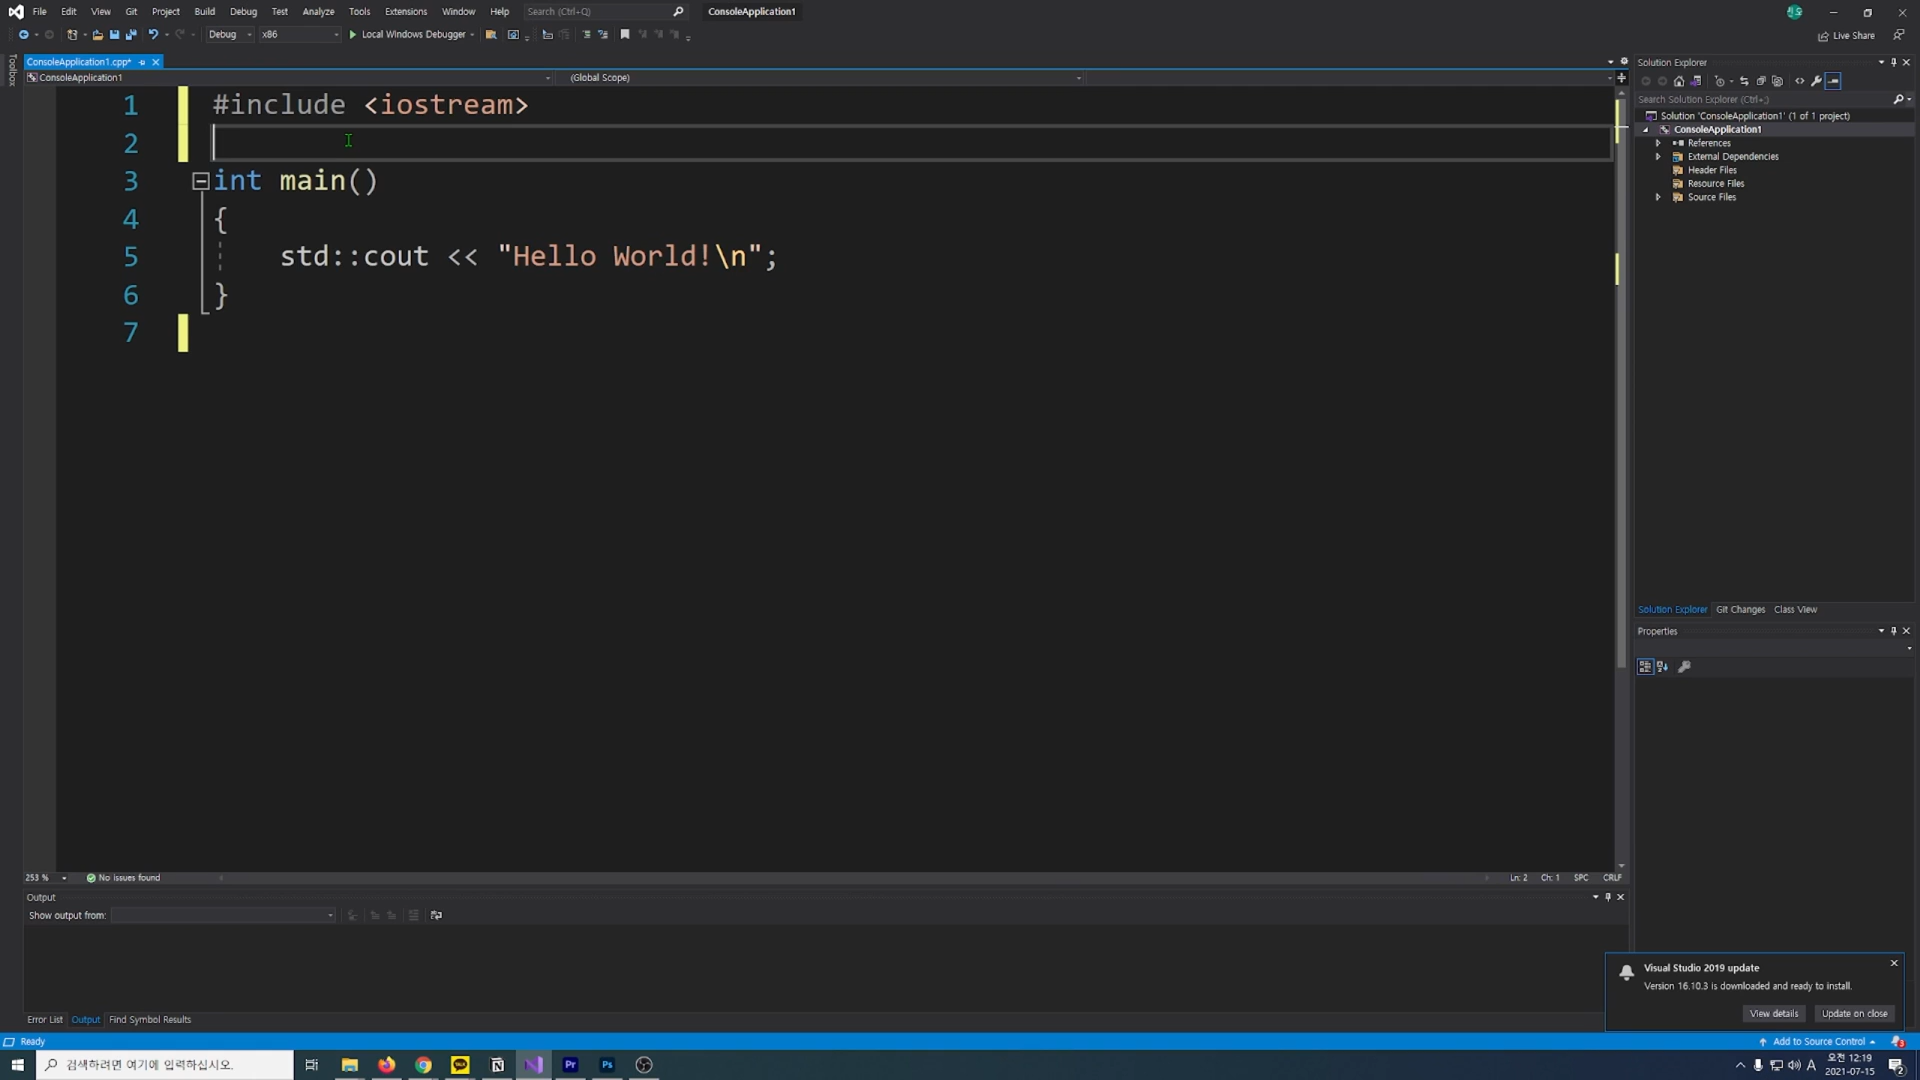 File Edit View Git Project Build Debug Test Analyze Tools Extensions Window Help Search (Ctrl+Q) ConsoleApplication1
Debug x86 Local Windows Debugger Live Share
Toolbox
ConsoleApplication1.cpp*
ConsoleApplication1 (Global Scope)
1 #include <iostream>
2
3 int main()
4 {
5 std::cout << "Hello World!\n";
6 }
7
Solution Explorer
Search Solution Explorer (Ctrl+;)
Solution 'ConsoleApplication1' (1 of 1 project)
ConsoleApplication1
References
External Dependencies
Header Files
Resource Files
Source Files
Solution Explorer Git Changes Class View
Properties
253 % No issues found Ln: 2 Ch: 1 SPC CRLF
Output
Show output from:
Visual Studio 2019 update
Version 16.10.3 is downloaded and ready to install.
View details Update on close
Error List Output Find Symbol Results
Ready Add to Source Control
검색하려면 여기에 입력하십시오.
TALK N Pr Ps A 오전 12:19
2021-07-15 2